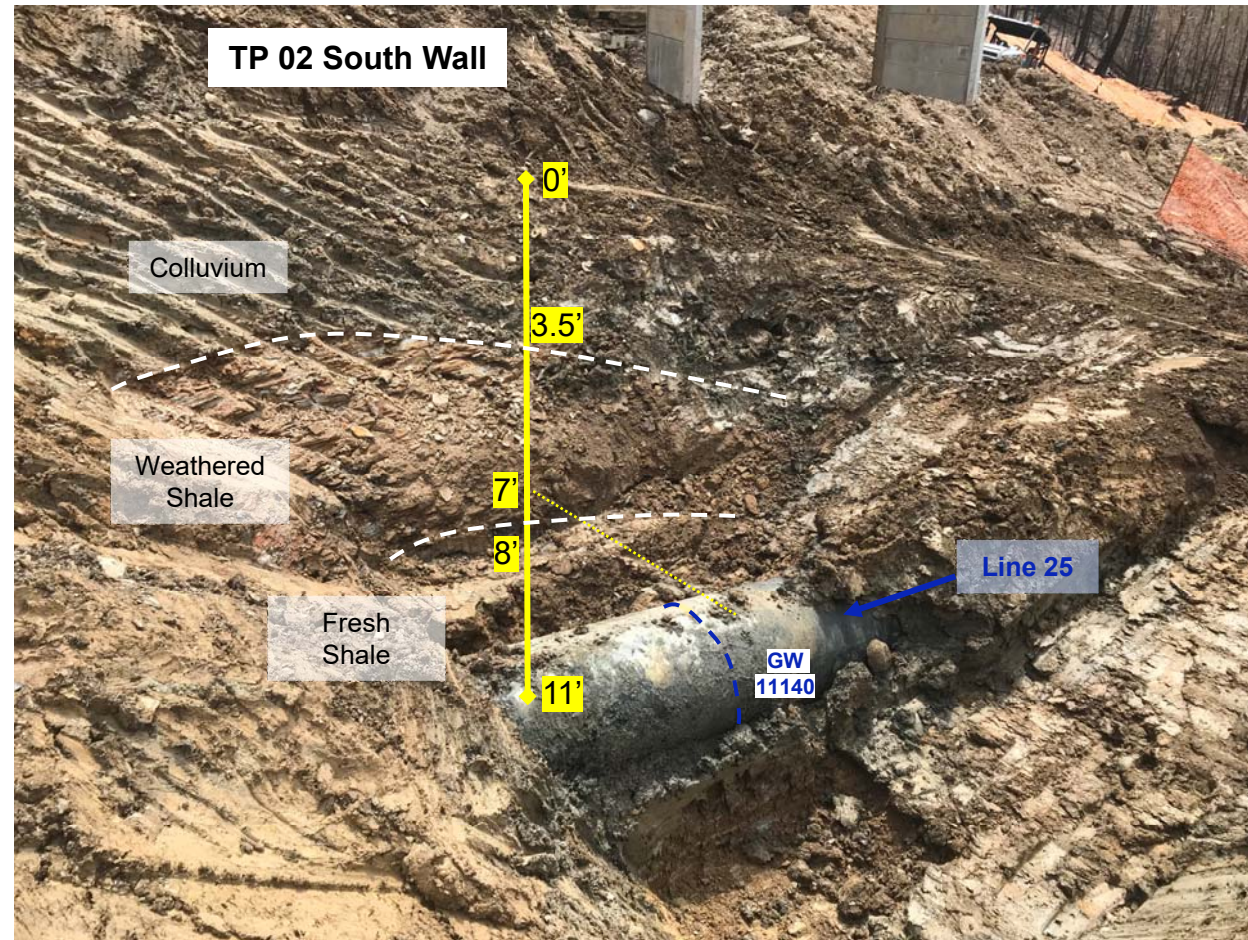 TP 02 South Wall
0’
Colluvium
3.5’
Weathered
Shale
7’
8’
Line 25
Fresh
Shale
GW
11140
11’